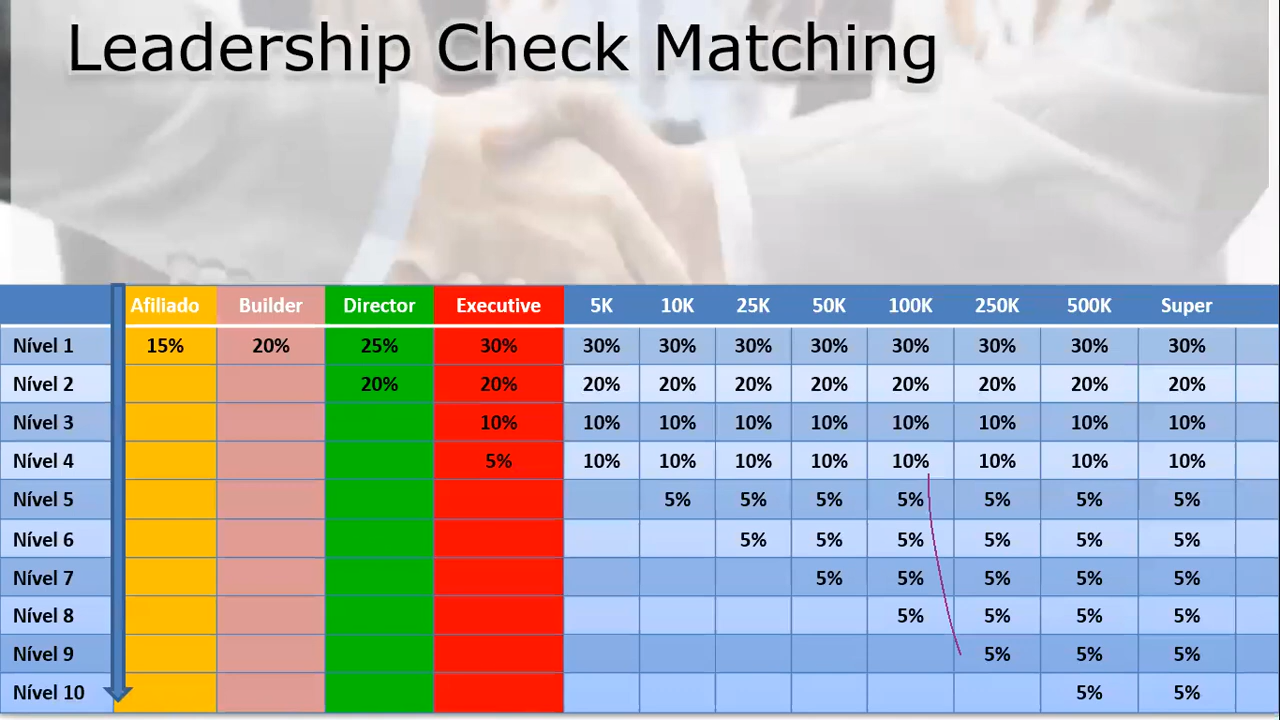 Leadership Check Matching
Afiliado Builder Director Executive 5K 10K 25K 50K 100K 250K 500K Super
Nível 1 15% 20% 25% 30% 30% 30% 30% 30% 30% 30% 30% 30%
Nível 2 20% 20% 20% 20% 20% 20% 20% 20% 20% 20%
Nível 3 10% 10% 10% 10% 10% 10% 10% 10% 10%
Nível 4 5% 10% 10% 10% 10% 10% 10% 10% 10%
Nível 5 5% 5% 5% 5% 5% 5% 5%
Nível 6 5% 5% 5% 5% 5% 5%
Nível 7 5% 5% 5% 5% 5%
Nível 8 5% 5% 5% 5%
Nível 9 5% 5% 5%
Nível 10 5% 5%